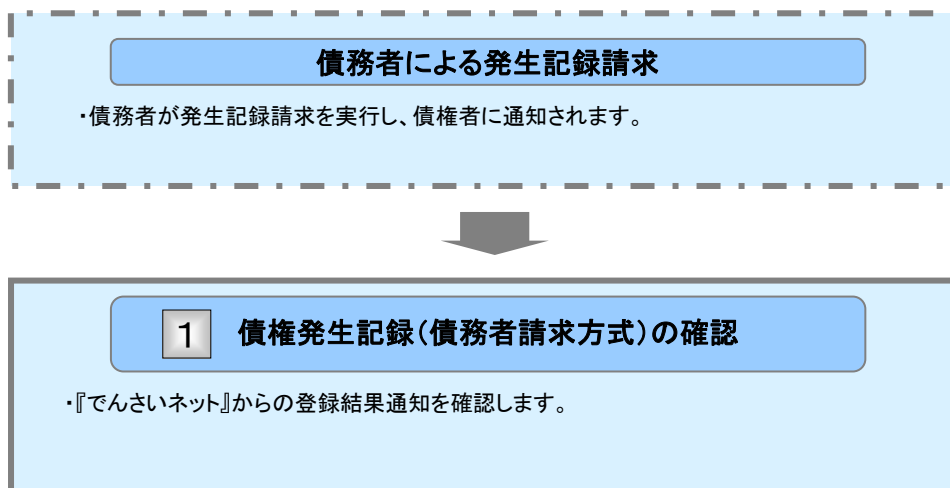 債務者による発生記録請求
・債務者が発生記録請求を実行し、債権者に通知されます。
1 債権発生記録(債務者請求方式)の確認
・『でんさいネット』からの登録結果通知を確認します。